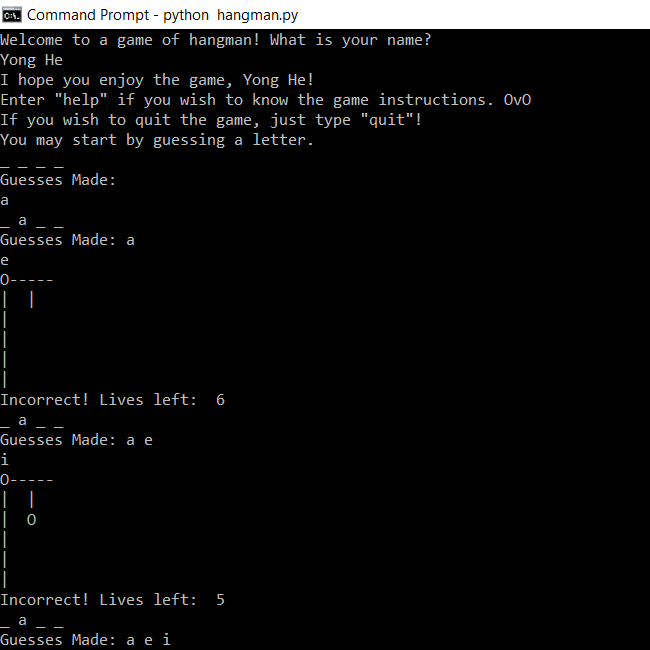 Command Prompt - python  hangman.py
Welcome to a game of hangman! What is your name?
Yong He
I hope you enjoy the game, Yong He!
Enter "help" if you wish to know the game instructions. OvO
If you wish to quit the game, just type "quit"!
You may start by guessing a letter.
_ _ _ _
Guesses Made:
a
_ a _ _
Guesses Made: a
e
O-----
|  |
|
|
|
|
Incorrect! Lives left:  6
_ a _ _
Guesses Made: a e
i
O-----
|  |
|  O
|
|
|
Incorrect! Lives left:  5
_ a _ _
Guesses Made: a e i